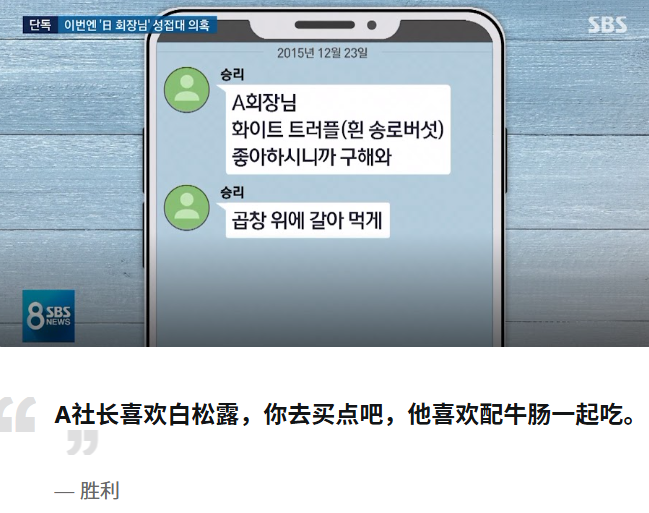 단독 이번엔 '日 회장님' 성접대 의혹
SBS
2015년 12월 23일
승리
A회장님
화이트 트러플(흰 송로버섯)
좋아하시니까 구해와
승리
곱창 위에 갈아 먹게
8 SBS NEWS
“
A社长喜欢白松露，你去买点吧，他喜欢配牛肠一起吃。
”
— 胜利